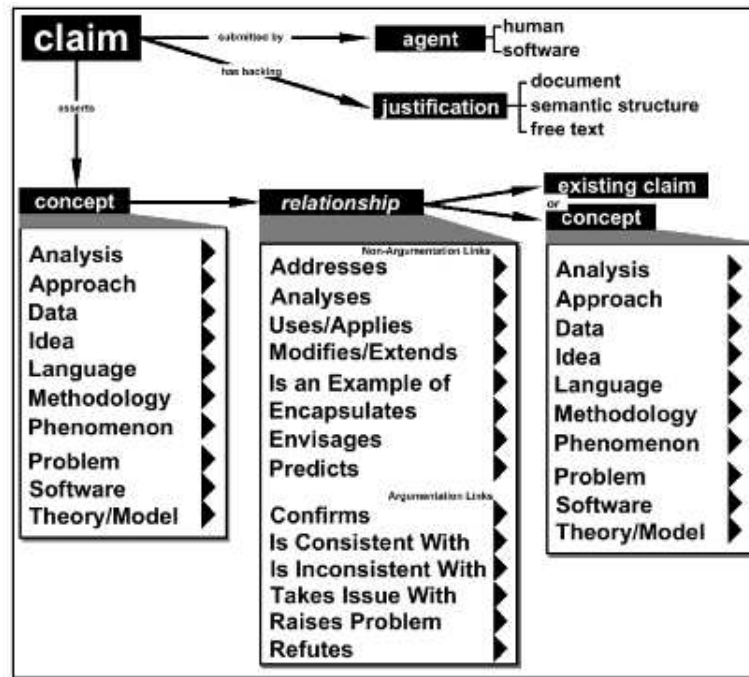 claim
submitted by
agent
human
software
has backing
justification
document
semantic structure
free text
asserts
concept
relationship
existing claim
or
concept
Analysis
Approach
Data
Idea
Language
Methodology
Phenomenon
Problem
Software
Theory/Model
Non-Argumentation Links
Addresses
Analyses
Uses/Applies
Modifies/Extends
Is an Example of
Encapsulates
Envisages
Predicts
Argumentation Links
Confirms
Is Consistent With
Is Inconsistent With
Takes Issue With
Raises Problem
Refutes
Analysis
Approach
Data
Idea
Language
Methodology
Phenomenon
Problem
Software
Theory/Model